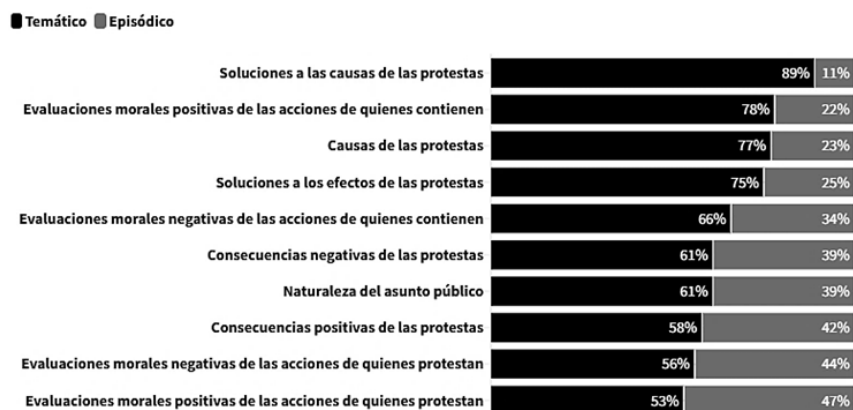 Temático Episódico
Soluciones a las causas de las protestas 89% 11%
Evaluaciones morales positivas de las acciones de quienes contienen 78% 22%
Causas de las protestas 77% 23%
Soluciones a los efectos de las protestas 75% 25%
Evaluaciones morales negativas de las acciones de quienes contienen 66% 34%
Consecuencias negativas de las protestas 61% 39%
Naturaleza del asunto público 61% 39%
Consecuencias positivas de las protestas 58% 42%
Evaluaciones morales negativas de las acciones de quienes protestan 56% 44%
Evaluaciones morales positivas de las acciones de quienes protestan 53% 47%